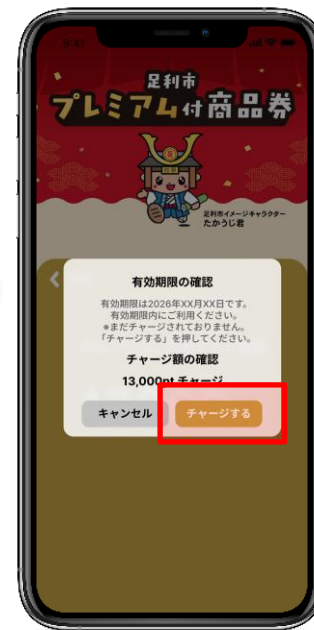 9:41
足利市
プレミアム付商品券
足利市イメージキャラクター
たかうじ君
有効期限の確認
有効期限は2026年XX月XX日です。
有効期限内にご利用ください。
※まだチャージされておりません。
「チャージする」を押してください。
チャージ額の確認
13,000pt チャージ
キャンセル
チャージする